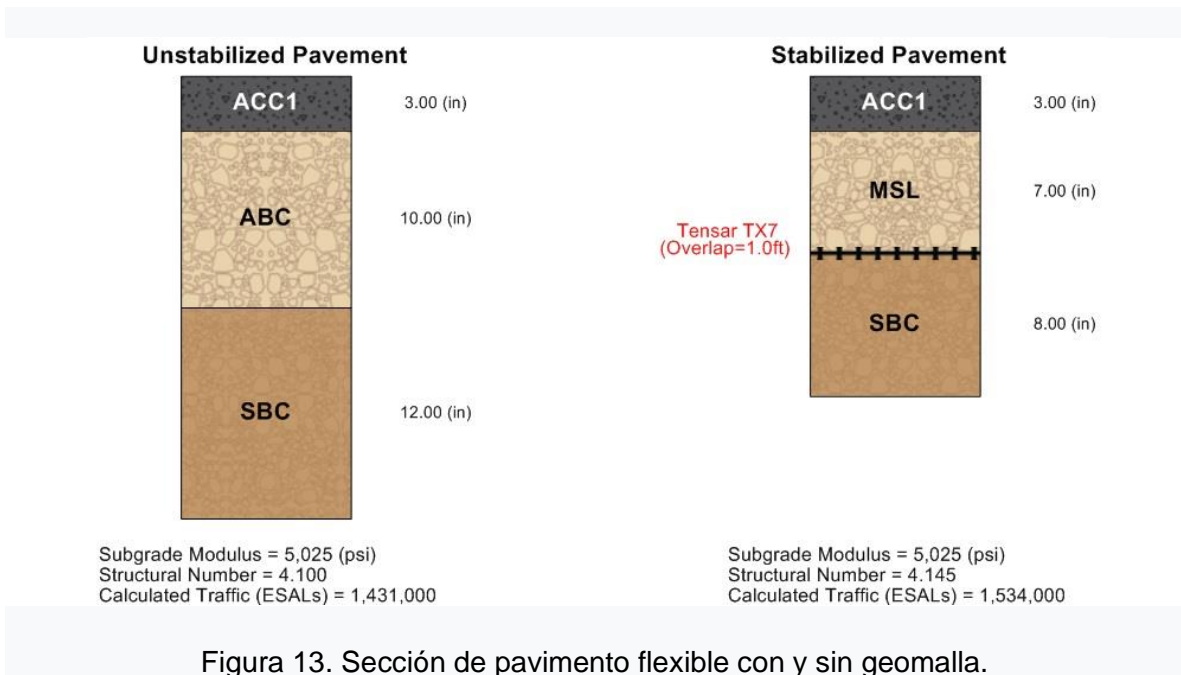 Unstabilized Pavement
ACC1
3.00 (in)
ABC
10.00 (in)
SBC
12.00 (in)
Subgrade Modulus = 5,025 (psi)
Structural Number = 4.100
Calculated Traffic (ESALs) = 1,431,000
Stabilized Pavement
ACC1
3.00 (in)
MSL
7.00 (in)
Tensar TX7
(Overlap=1.0ft)
SBC
8.00 (in)
Subgrade Modulus = 5,025 (psi)
Structural Number = 4.145
Calculated Traffic (ESALs) = 1,534,000
Figura 13. Sección de pavimento flexible con y sin geomalla.